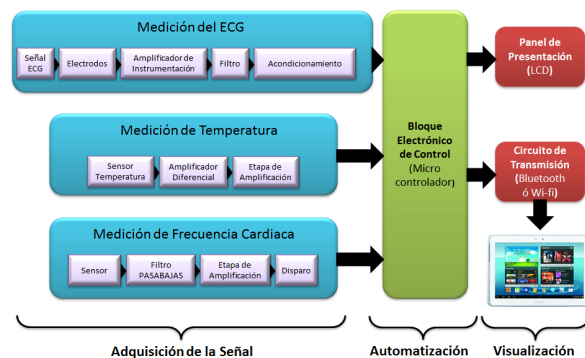 Medición del ECG
Señal
ECG
Electrodos
Amplificador de
Instrumentación
Filtro
Acondicionamiento
Medición de Temperatura
Sensor
Temperatura
Amplificador
Diferencial
Etapa de
Amplificación
Medición de Frecuencia Cardiaca
Sensor
Filtro
PASABAJAS
Etapa de
Amplificación
Disparo
Bloque
Electrónico
de Control
(Micro
controlador)
Panel de
Presentación
(LCD)
Circuito de
Transmisión
(Bluetooth
ó Wi-fi)
Adquisición de la Señal
Automatización
Visualización